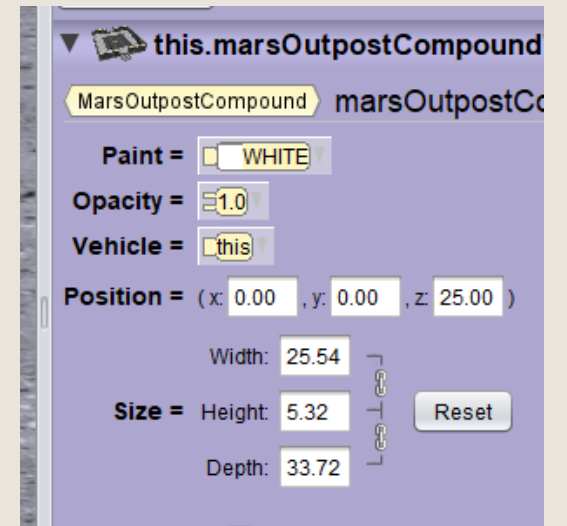 this.marsOutpostCompound
MarsOutpostCompound marsOutpostCo
Paint = WHITE
Opacity = 1.0
Vehicle = this
Position = ( x: 0.00 , y: 0.00 , z: 25.00 )
Width: 25.54
Size = Height: 5.32 Reset
Depth: 33.72